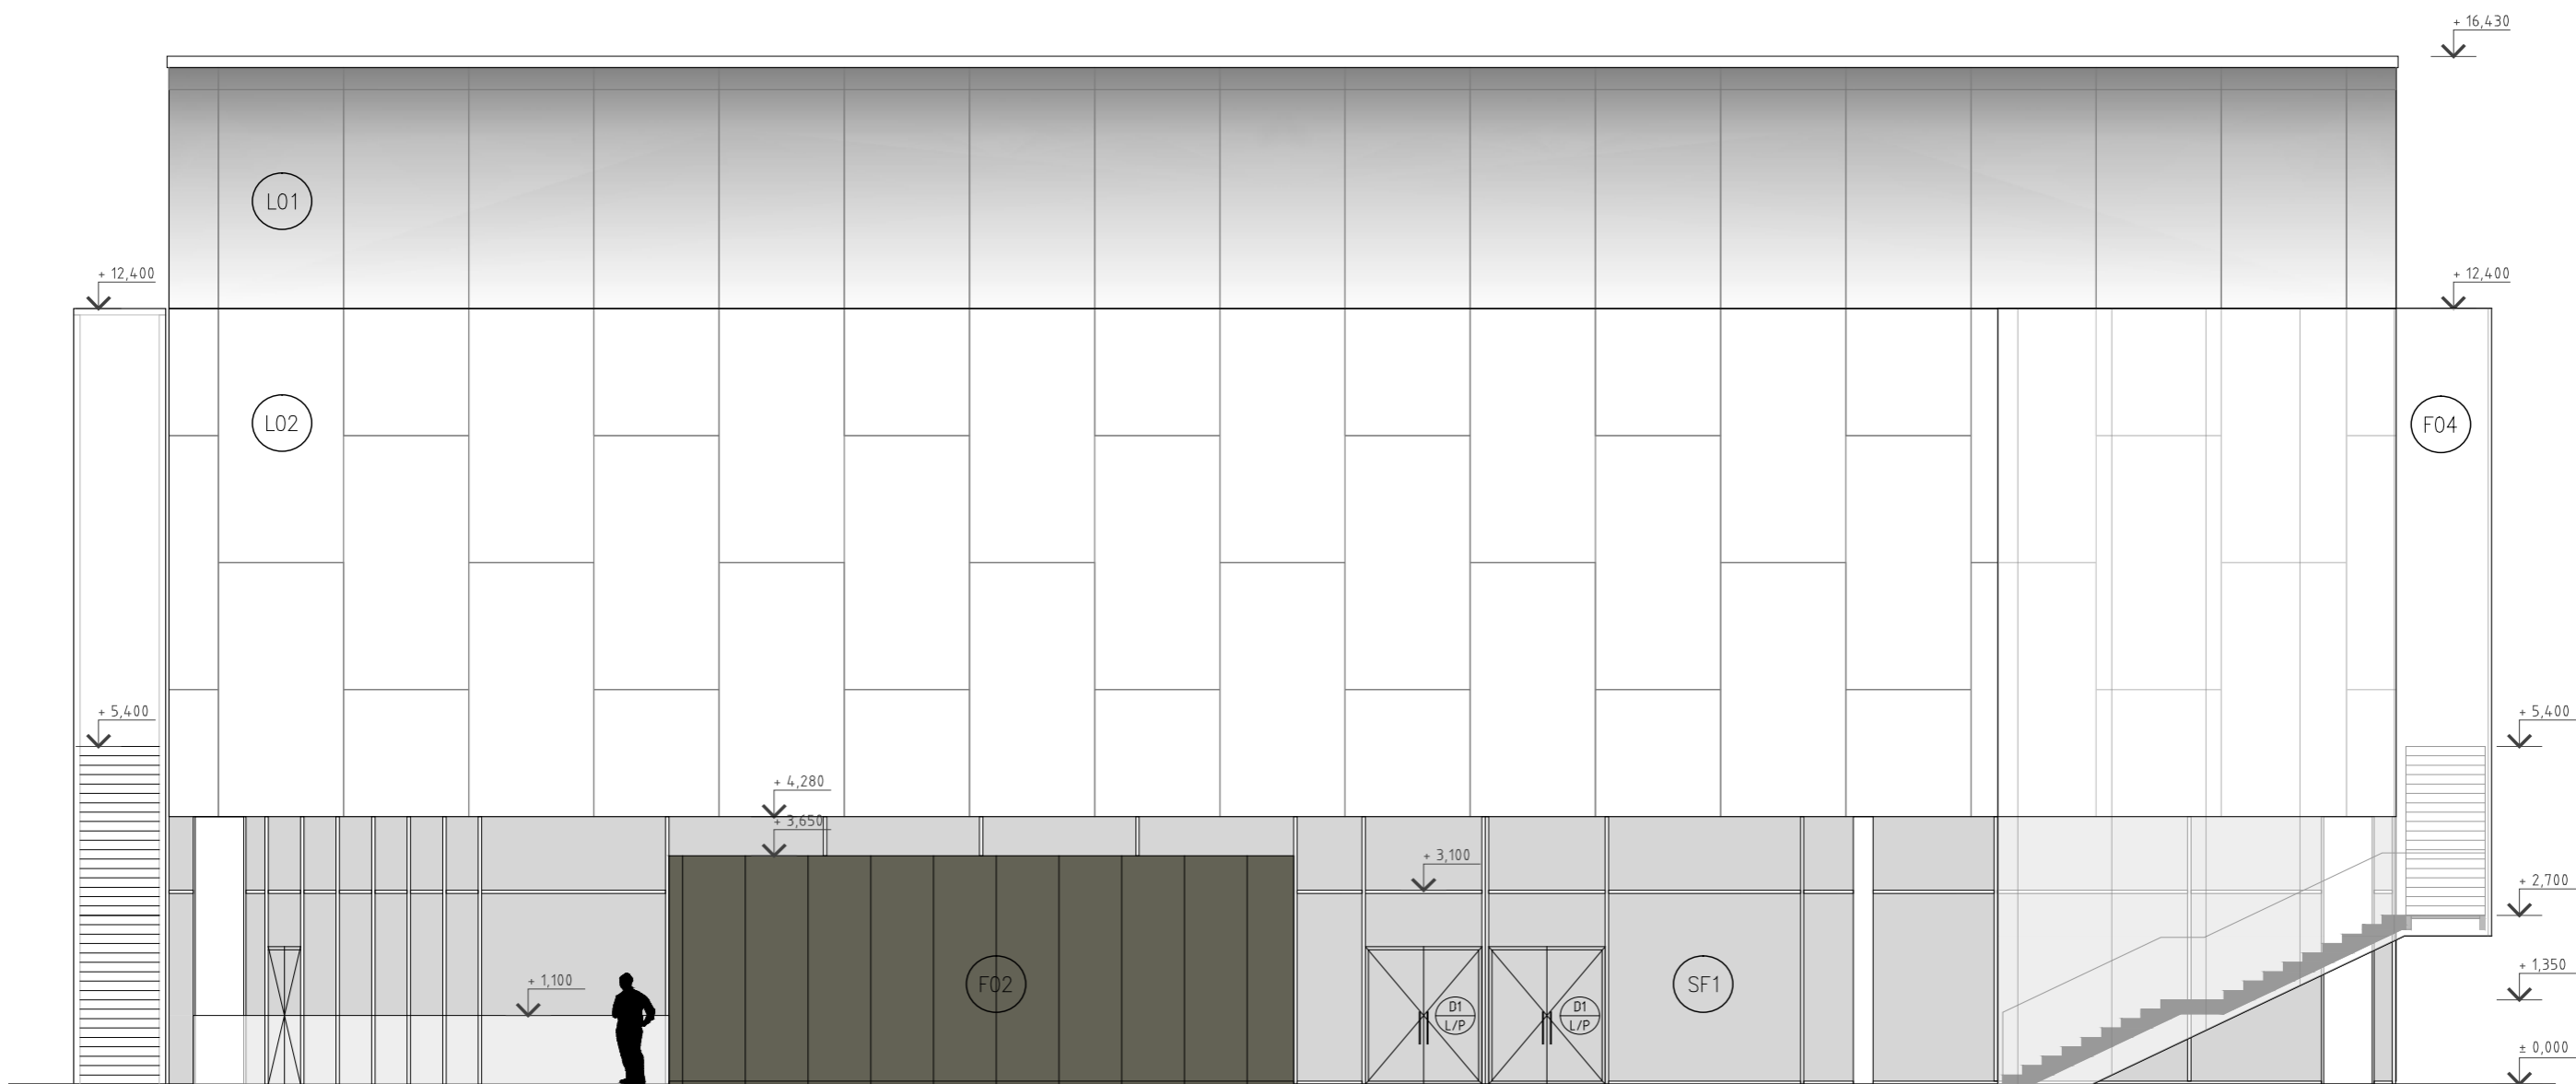 + 16,430
L01
+ 12,400
+ 12,400
L02
F04
+ 5,400
+ 5,400
+ 4,280
+ 3,650
+ 3,100
+ 2,700
+ 1,100
F02
SF1
+ 1,350
D1
L/P
D1
L/P
± 0,000